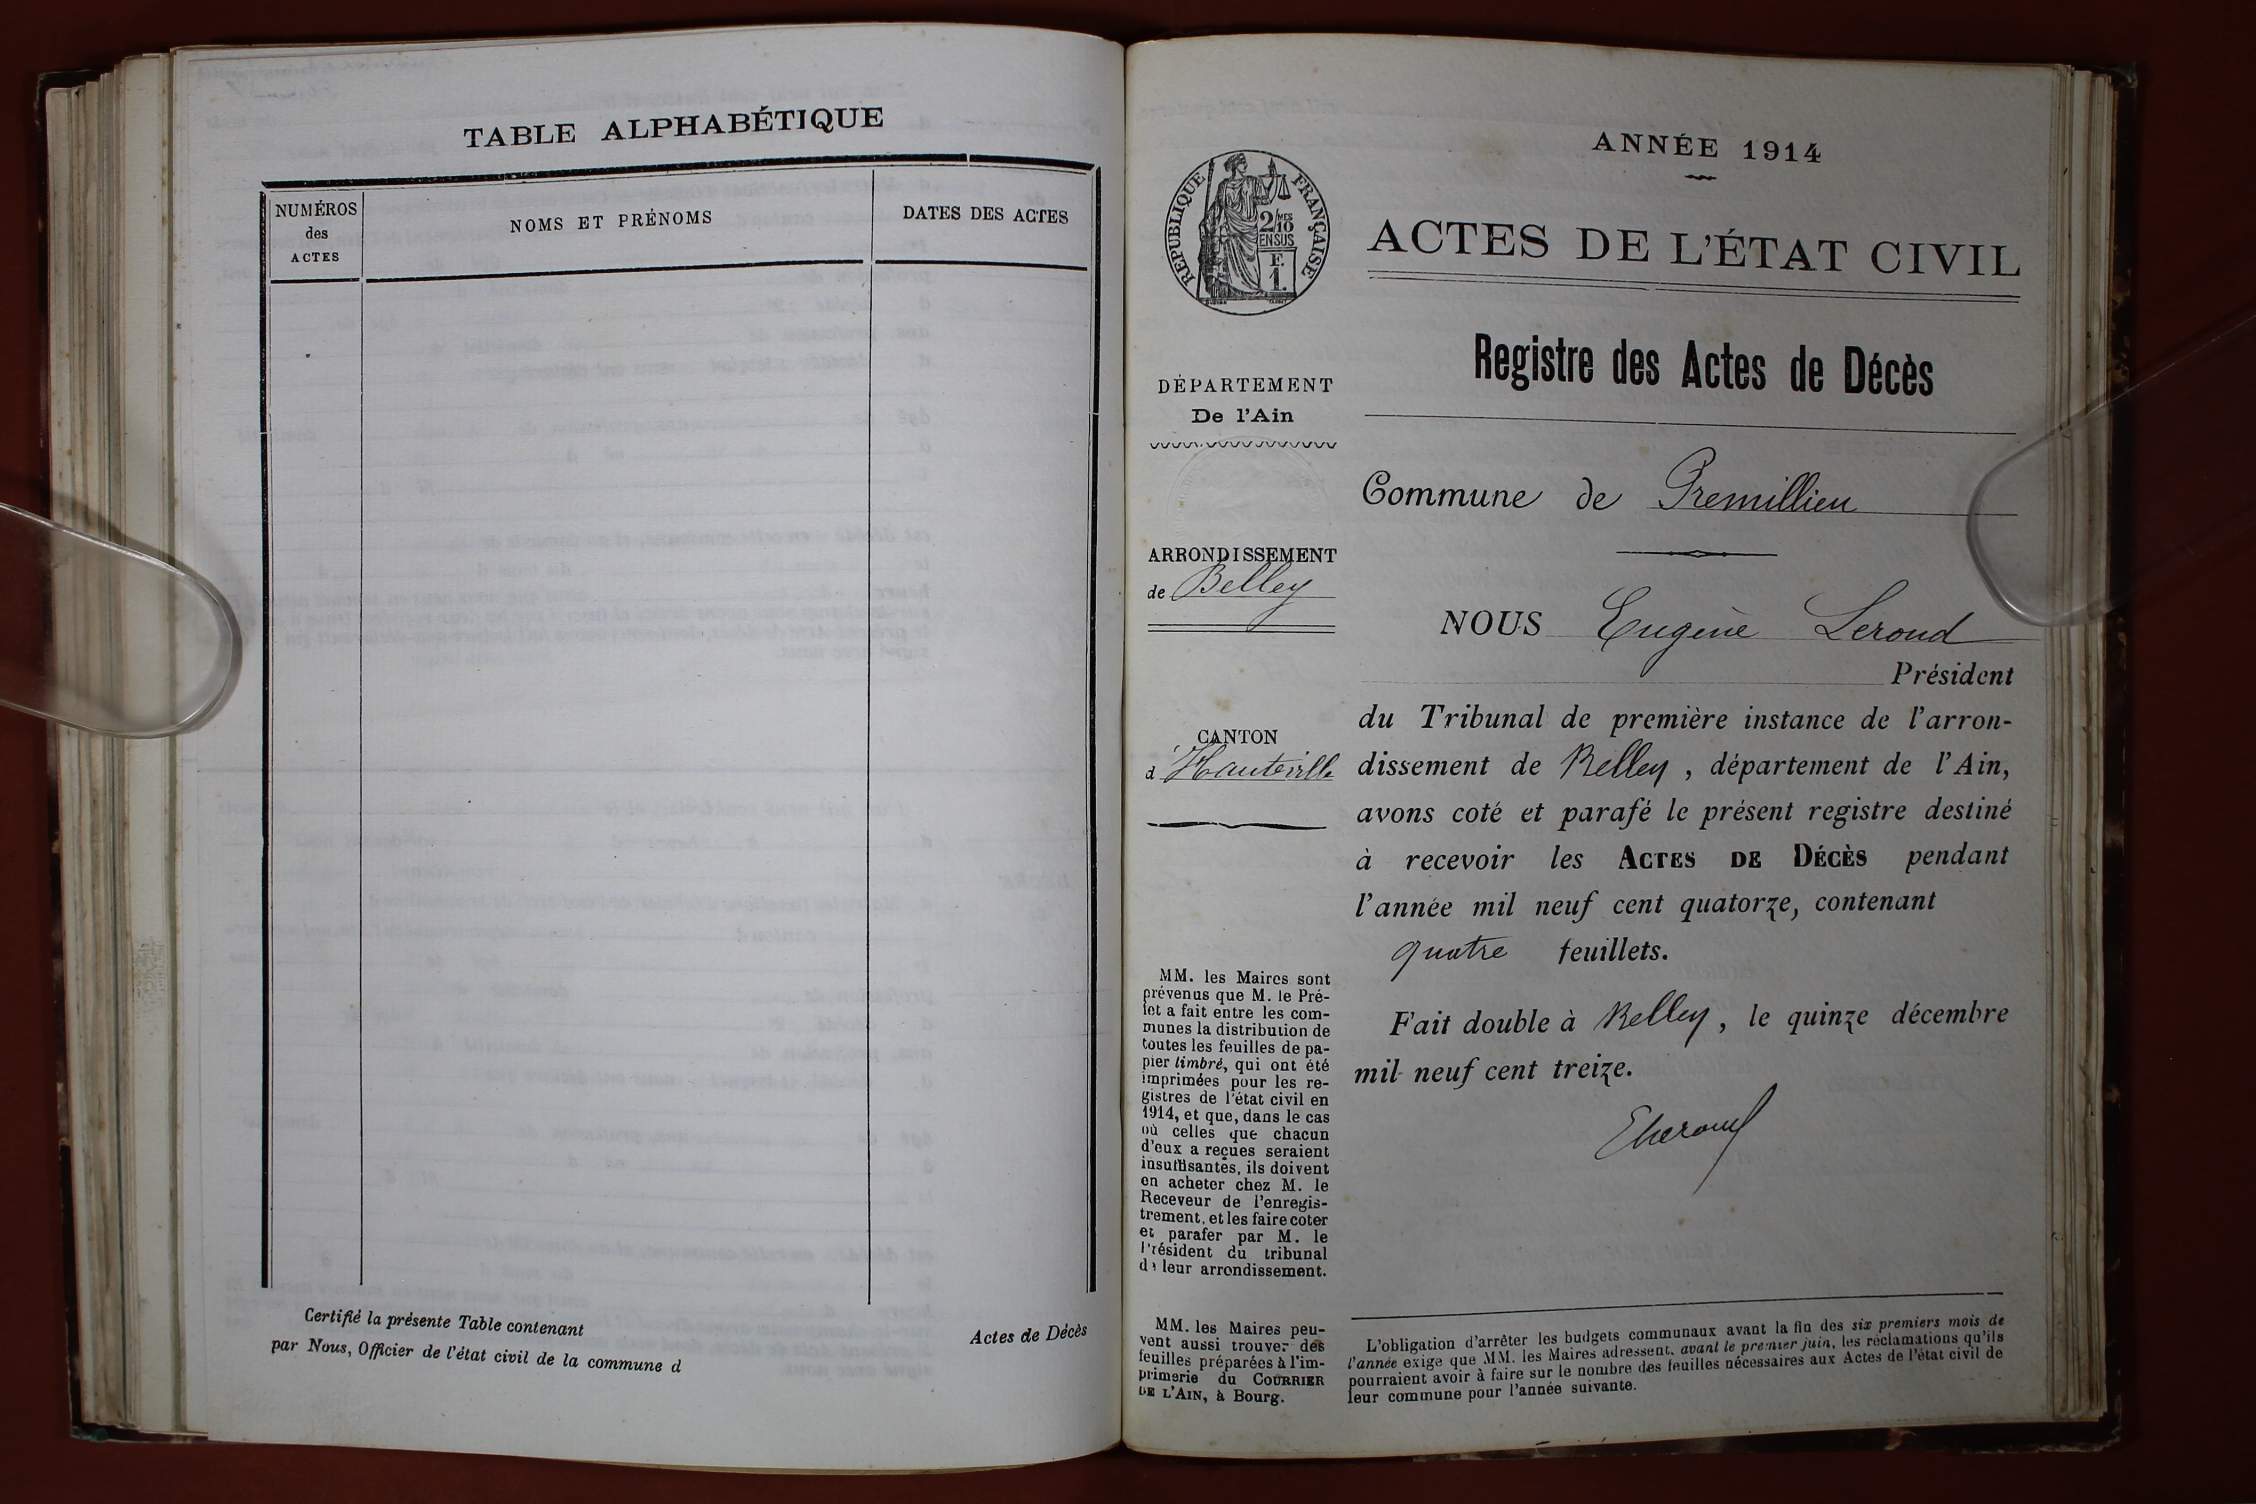 TABLE ALPHABÉTIQUE
NUMÉROS
des
ACTES
NOMS ET PRÉNOMS
DATES DES ACTES
Certifié la présente Table contenant
par Nous, Officier de l'état civil de la commune d
Actes de Décès
ANNÉE 1914
RÉPUBLIQUE FRANÇAISE
2/MES
10
EN SUS
F.
1.
ACTES DE L'ÉTAT CIVIL
Registre des Actes de Décès
DÉPARTEMENT
De l'Ain
Commune de Premillieu
ARRONDISSEMENT
de Belley
NOUS Eugène Leroud
Président
du Tribunal de première instance de l'arron-
CANTON
d'Hauteville
dissement de Belley, département de l'Ain,
avons coté et parafé le présent registre destiné
à recevoir les ACTES DE DÉCÈS pendant
l'année mil neuf cent quatorze, contenant
quatre feuillets.
Fait double à Belley, le quinze décembre
mil neuf cent treize.
MM. les Maires sont
prévenus que M. le Pré-
fet a fait entre les com-
munes la distribution de
toutes les feuilles de pa-
pier timbré, qui ont été
imprimées pour les re-
gistres de l'état civil en
1914, et que, dans le cas
où celles que chacun
d'eux a reçues seraient
insuffisantes, ils doivent
en acheter chez M. le
Receveur de l'enregis-
trement, et les faire coter
et parafer par M. le
Président du tribunal
de leur arrondissement.
MM. les Maires peu-
vent aussi trouver des
feuilles préparées à l'im-
primerie du COURRIER
DE L'AIN, à Bourg.
L'obligation d'arrêter les budgets communaux avant la fin des six premiers mois de
l'année exige que MM. les Maires adressent, avant le premier juin, les réclamations qu'ils
pourraient avoir à faire sur le nombre des feuilles nécessaires aux Actes de l'état civil de
leur commune pour l'année suivante.